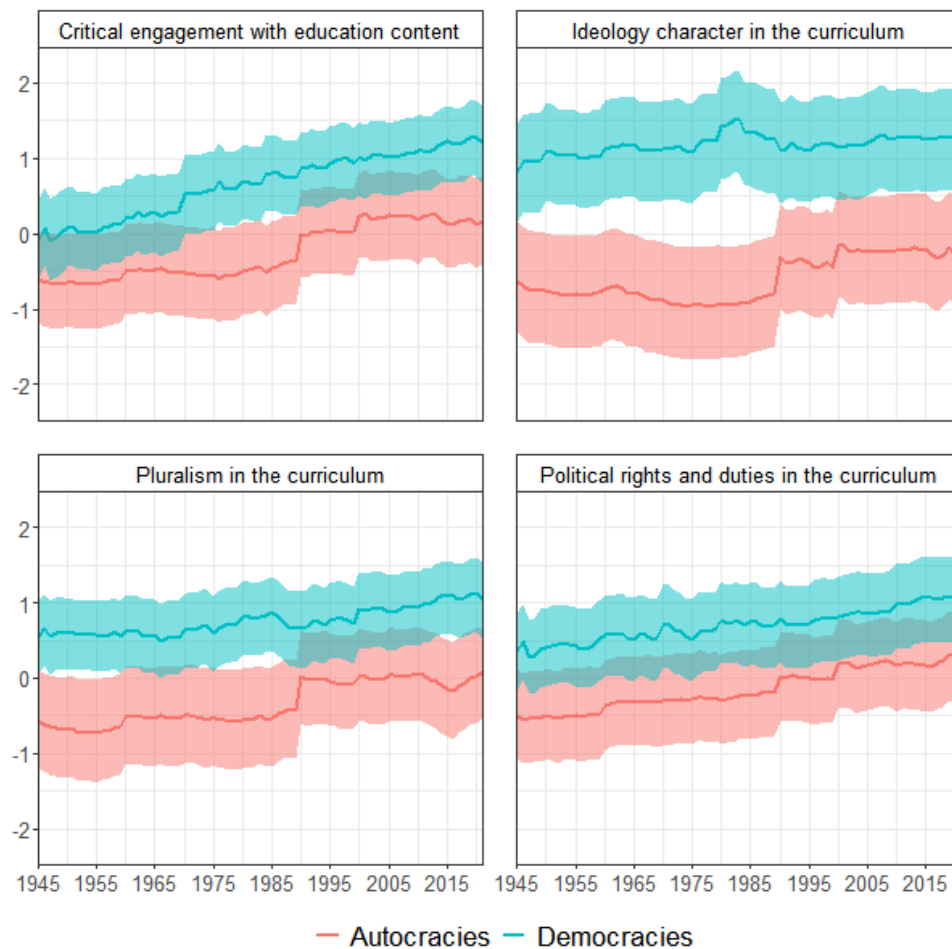 Critical engagement with education content
Ideology character in the curriculum
2
1
0
-1
-2
Pluralism in the curriculum
Political rights and duties in the curriculum
2
1
0
-1
-2
1945 1955 1965 1975 1985 1995 2005 2015
1945 1955 1965 1975 1985 1995 2005 2015
Autocracies Democracies